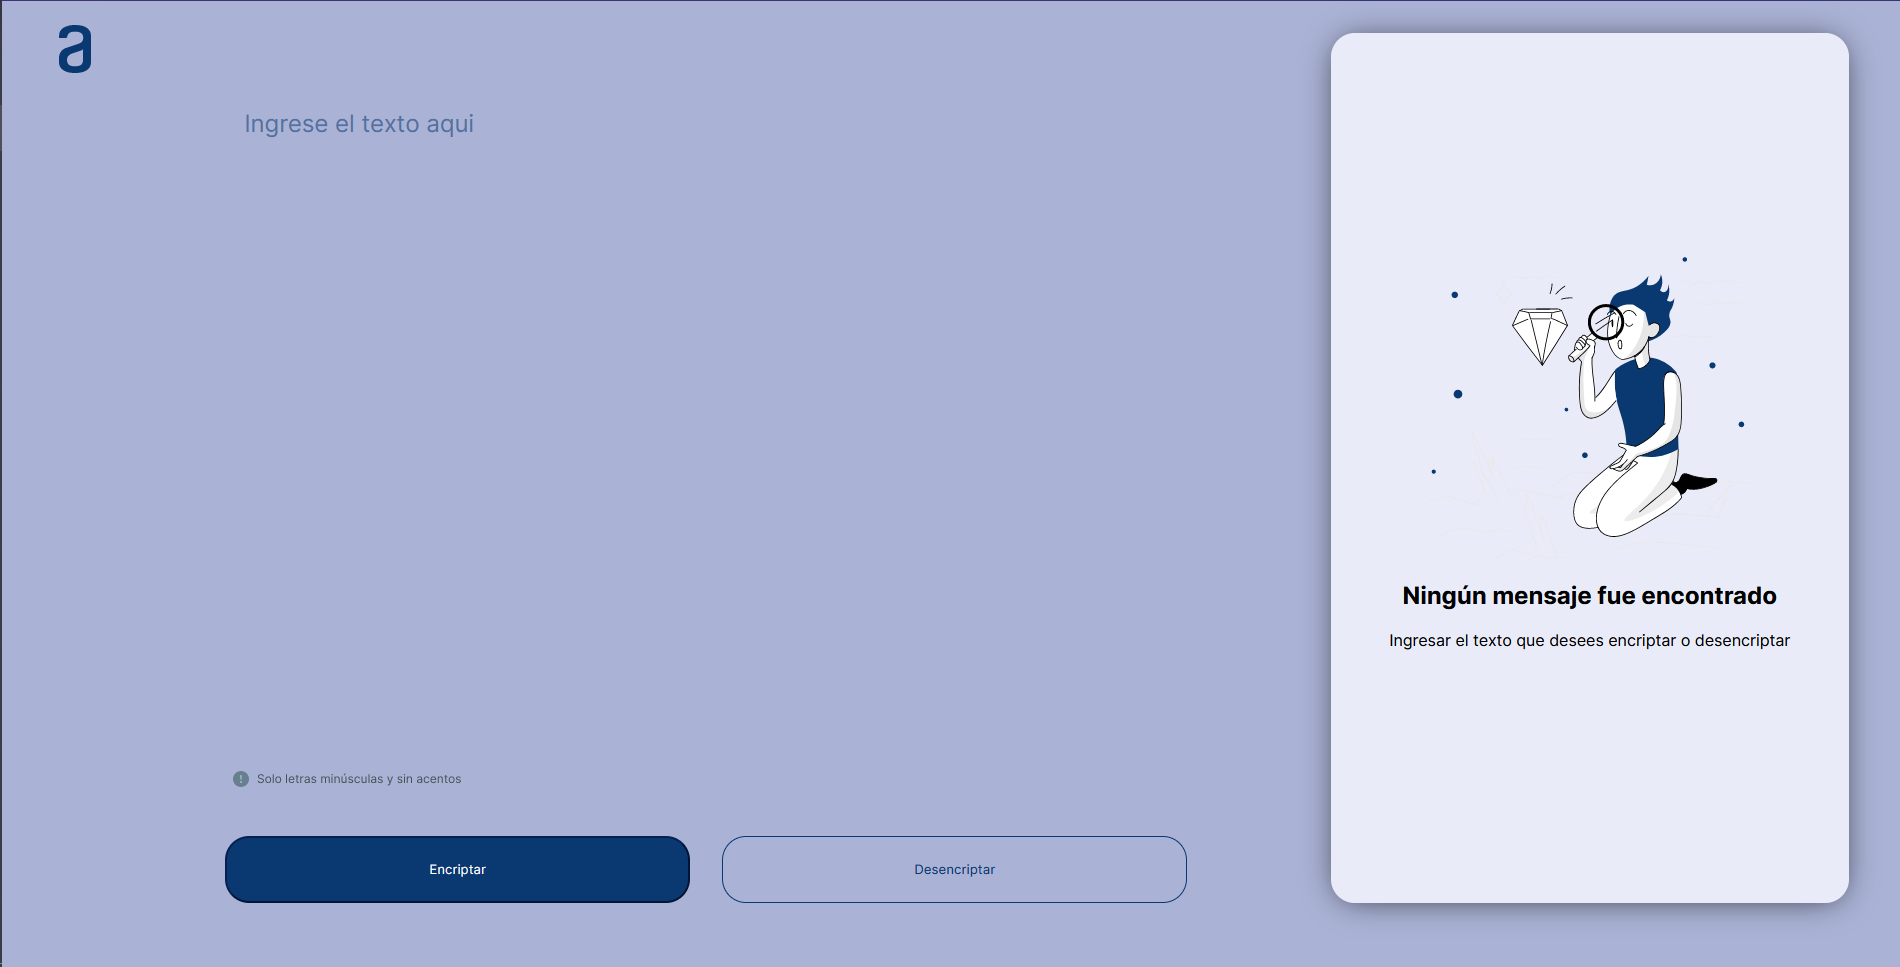 a
Ingrese el texto aqui
Solo letras minúsculas y sin acentos
Encriptar
Desencriptar
Ningún mensaje fue encontrado
Ingresar el texto que desees encriptar o desencriptar